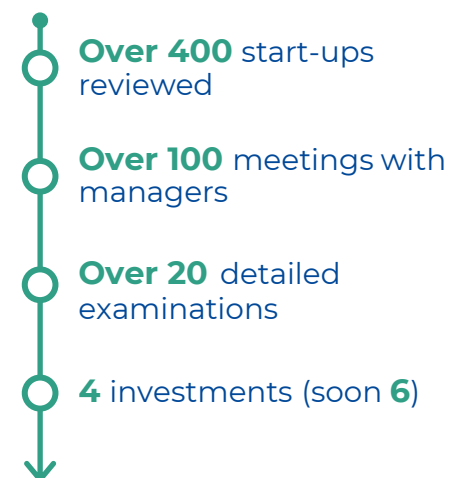 Over 400 start-ups
reviewed
Over 100 meetings with
managers
Over 20 detailed
examinations
4 investments (soon 6)